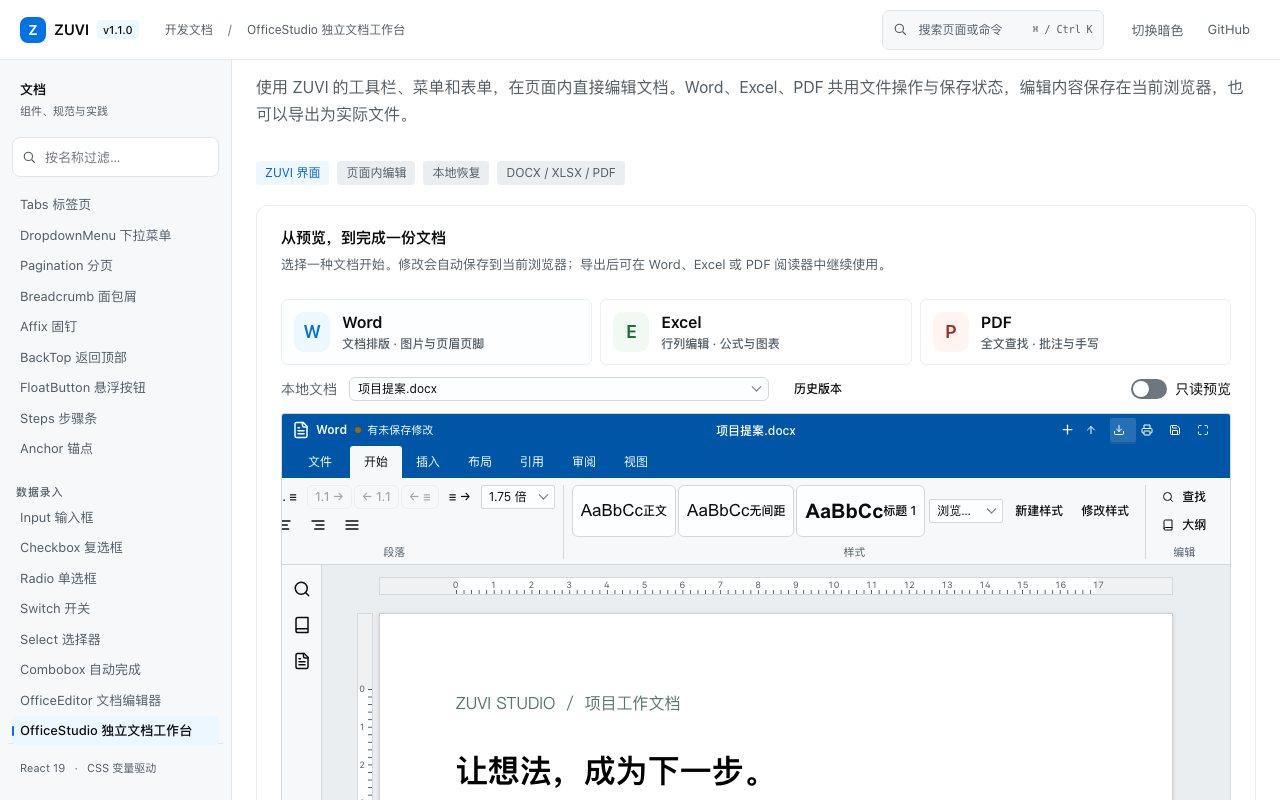 Z ZUVI v1.1.0 开发文档 / OfficeStudio 独立文档工作台 搜索页面或命令 ⌘ / Ctrl K 切换暗色 GitHub
文档
组件、规范与实践
按名称过滤...
Tabs 标签页
DropdownMenu 下拉菜单
Pagination 分页
Breadcrumb 面包屑
Affix 固钉
BackTop 返回顶部
FloatButton 悬浮按钮
Steps 步骤条
Anchor 锚点
数据录入
Input 输入框
Checkbox 复选框
Radio 单选框
Switch 开关
Select 选择器
Combobox 自动完成
OfficeEditor 文档编辑器
OfficeStudio 独立文档工作台
React 19 · CSS 变量驱动
使用 ZUVI 的工具栏、菜单和表单，在页面内直接编辑文档。Word、Excel、PDF 共用文件操作与保存状态，编辑内容保存在当前浏览器，也
可以导出为实际文件。
ZUVI 界面 页面内编辑 本地恢复 DOCX / XLSX / PDF
从预览，到完成一份文档
选择一种文档开始。修改会自动保存到当前浏览器；导出后可在 Word、Excel 或 PDF 阅读器中继续使用。
W Word
文档排版 · 图片与页眉页脚
E Excel
行列编辑 · 公式与图表
P PDF
全文查找 · 批注与手写
本地文档 项目提案.docx 历史版本 只读预览
Word 有未保存修改 项目提案.docx
文件 开始 插入 布局 引用 审阅 视图
1.1 → ← 1.1 1.75 倍
段落
AaBbCc正文 AaBbCc无间距 AaBbCc标题 1 浏览... 新建样式 修改样式
样式
查找
大纲
编辑
0 1 2 3 4 5 6 7 8 9 10 11 12 13 14 15 16 17
0
1
2
ZUVI STUDIO / 项目工作文档
让想法，成为下一步。